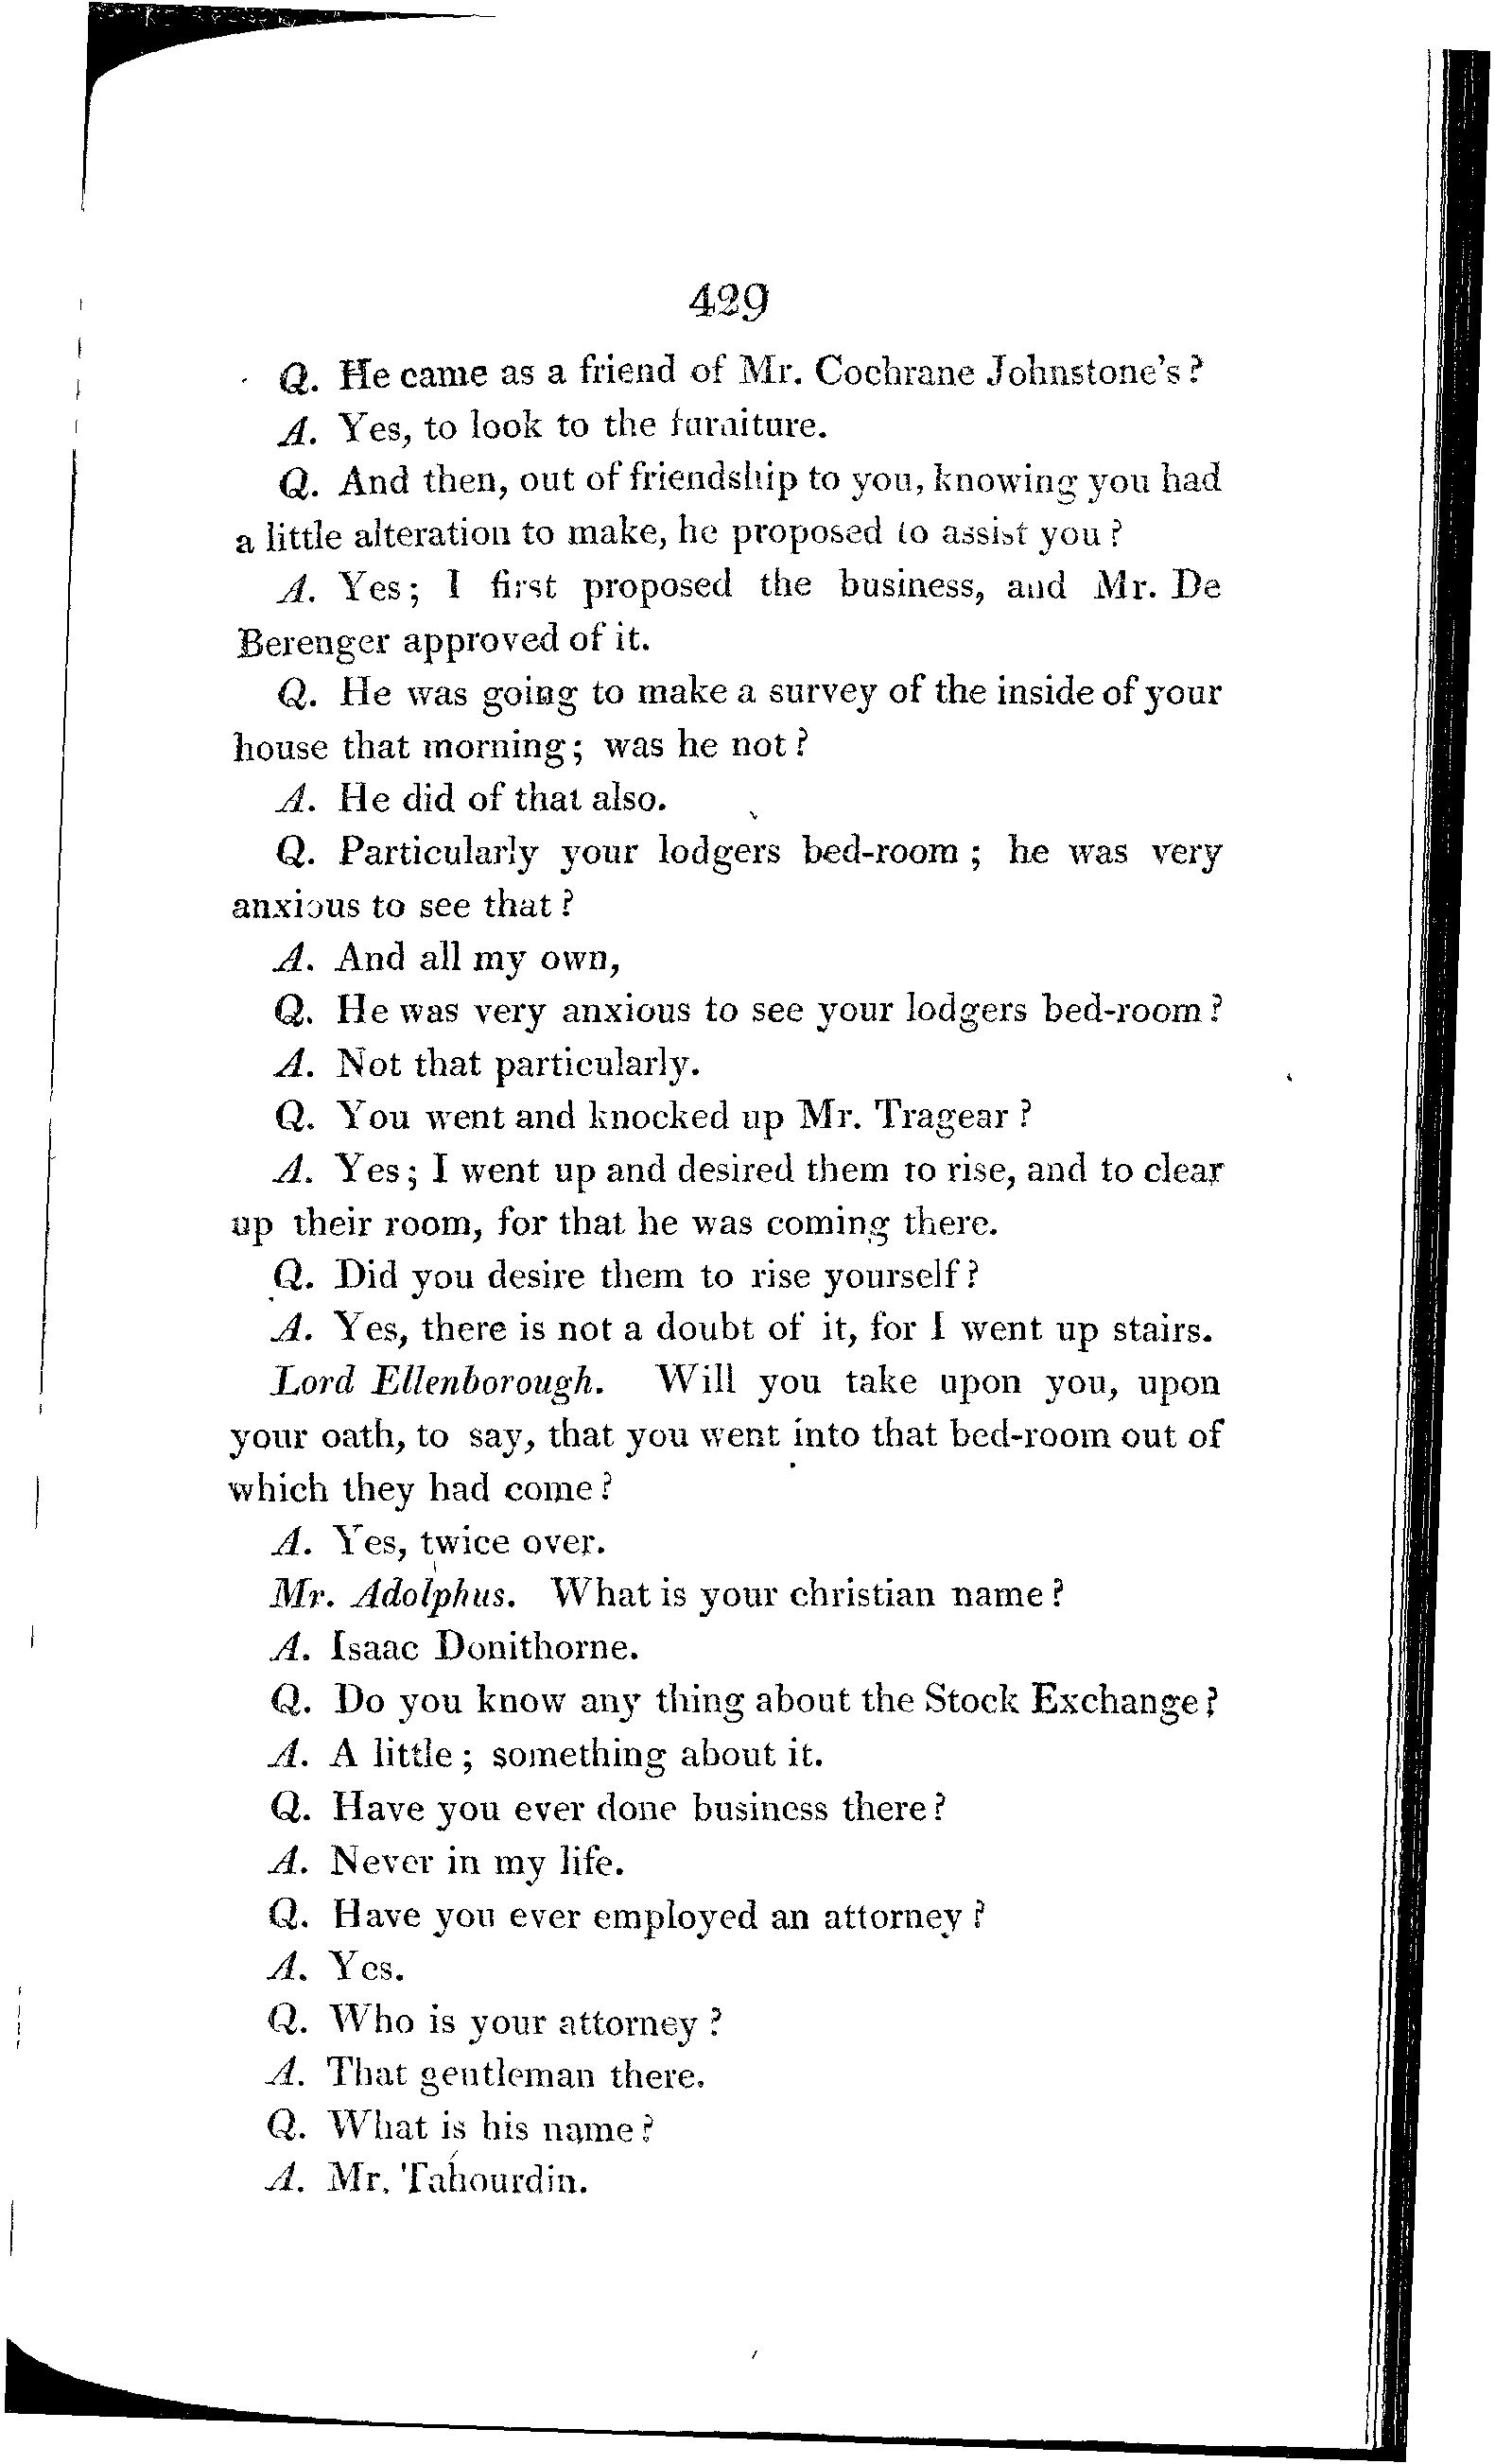 429
Q. He came as a friend of Mr. Cochrane Johnstone's?
A. Yes, to look to the furniture.
Q. And then, out of friendship to you, knowing you had
a little alteration to make, he proposed to assist you?
A. Yes; I first proposed the business, and Mr. De
Berenger approved of it.
Q. He was going to make a survey of the inside of your
house that morning; was he not?
A. He did of that also.
Q. Particularly your lodgers bed-room; he was very
anxious to see that?
A. And all my own,
Q. He was very anxious to see your lodgers bed-room?
A. Not that particularly.
Q. You went and knocked up Mr. Tragear?
A. Yes; I went up and desired them to rise, and to clear
up their room, for that he was coming there.
Q. Did you desire them to rise yourself?
A. Yes, there is not a doubt of it, for I went up stairs.
Lord Ellenborough. Will you take upon you, upon
your oath, to say, that you went into that bed-room out of
which they had come?
A. Yes, twice over.
Mr. Adolphus. What is your christian name?
A. Isaac Donithorne.
Q. Do you know any thing about the Stock Exchange?
A. A little; something about it.
Q. Have you ever done business there?
A. Never in my life.
Q. Have you ever employed an attorney?
A. Yes.
Q. Who is your attorney?
A. That gentleman there.
Q. What is his name?
A. Mr. Tahourdin.